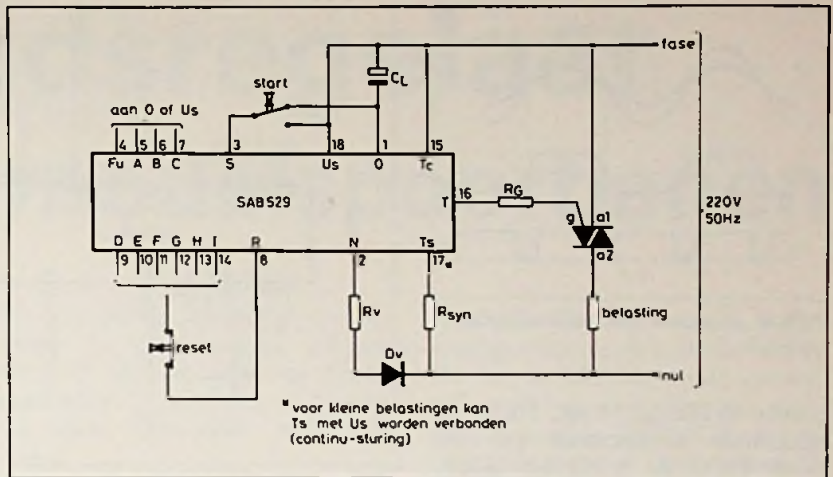 fase
start
CL
aan 0 of Us
4 5 6 7 3 18 1 15
Fu A B C S Us 0 Tc
16
RG
SAB 529
T
g a1
a2
220V
50Hz
D E F G H I R N Ts
9 10 11 12 13 14 8 2 17*
Rv
Rsyn
belasting
reset
Dv
nul
* voor kleine belastingen kan
Ts met Us worden verbonden
(continu-sturing)